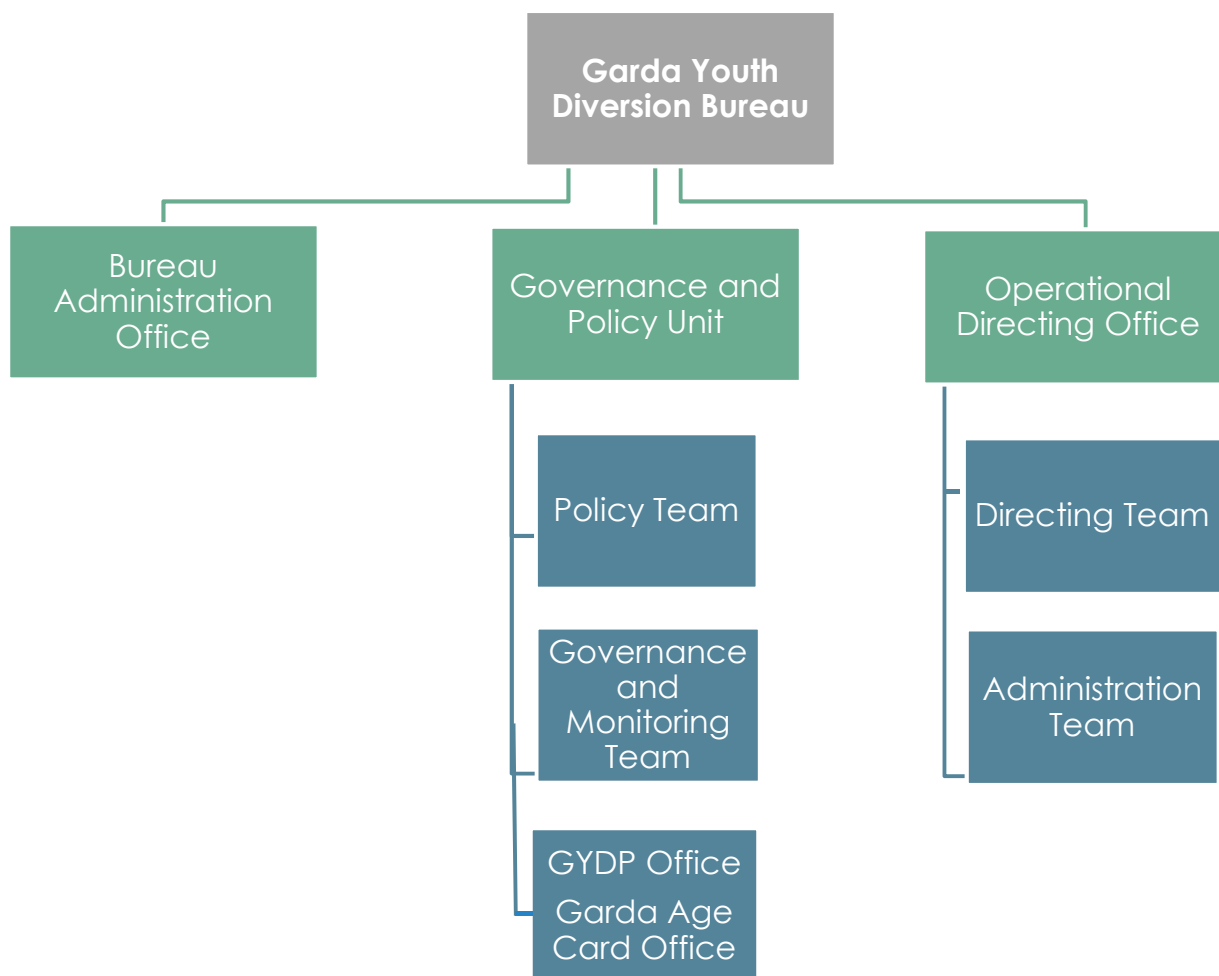 Garda Youth
Diversion Bureau
Bureau
Administration
Office
Governance and
Policy Unit
Operational
Directing Office
Policy Team
Directing Team
Governance
and
Monitoring
Team
Administration
Team
GYDP Office
Garda Age
Card Office